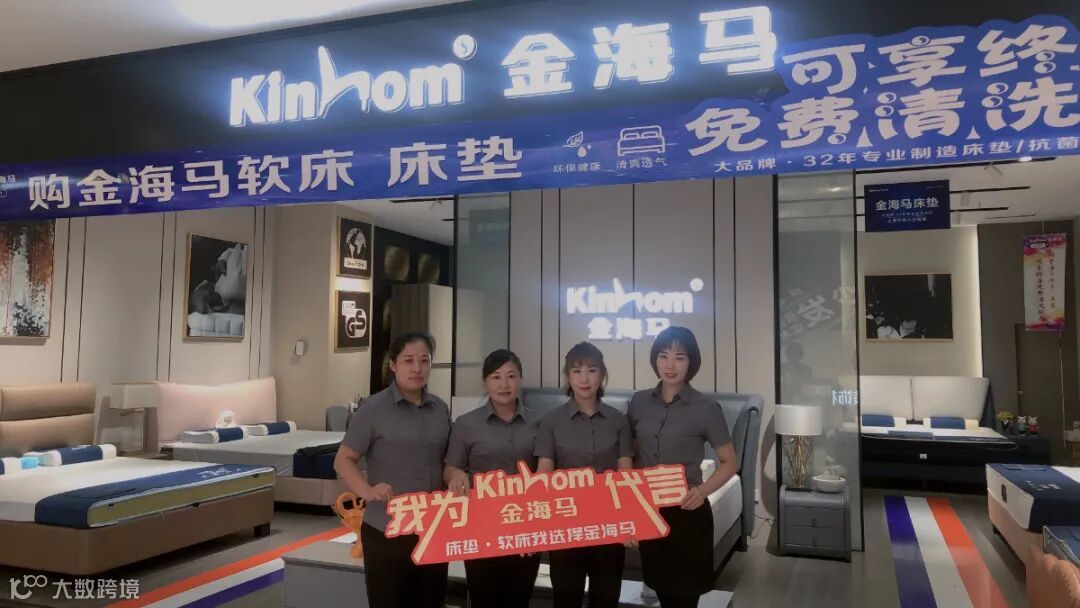 Kinhom 金海马
可享终
免费清洗
购金海马软床 床垫
环保健康
清爽透气
大品牌·32年专业制造床垫/抗菌
金海马床垫
Kinhom
金海马
GS
我为 Kinhom 金海马 代言
床垫·软床我选择金海马
大数跨境